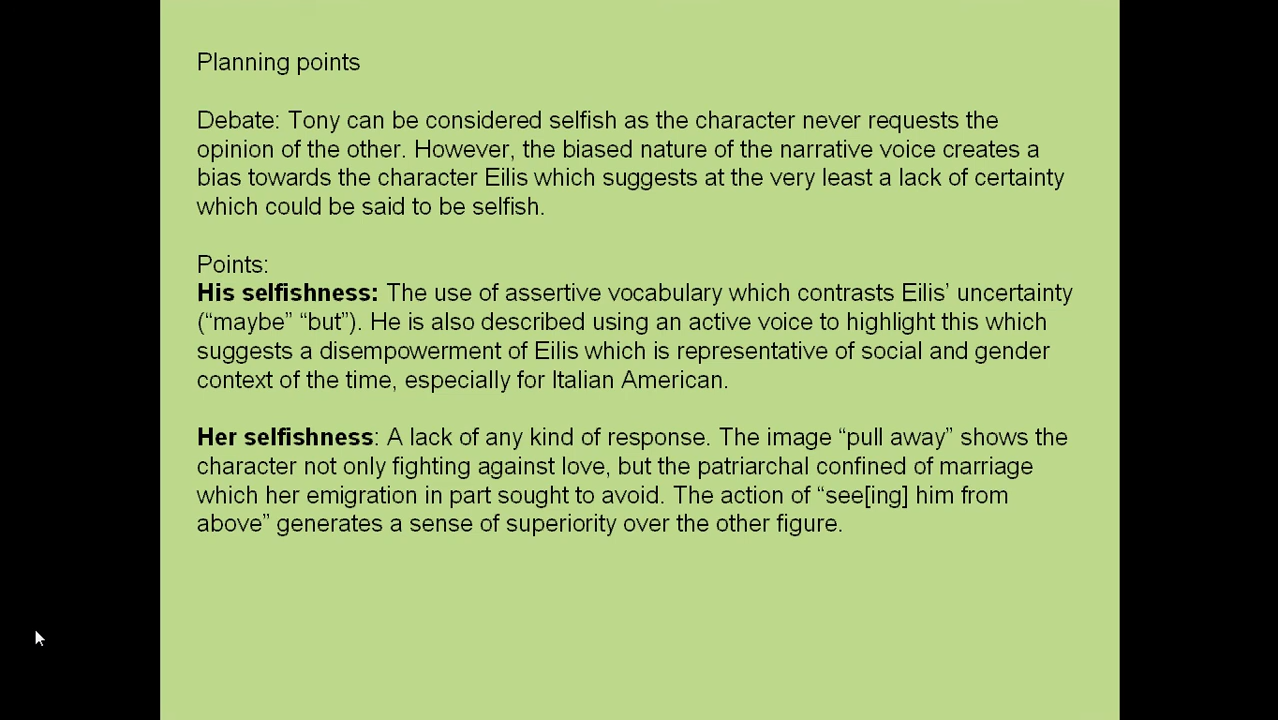 Planning points
Debate: Tony can be considered selfish as the character never requests the
opinion of the other. However, the biased nature of the narrative voice creates a
bias towards the character Eilis which suggests at the very least a lack of certainty
which could be said to be selfish.
Points:
His selfishness: The use of assertive vocabulary which contrasts Eilis’ uncertainty
(“maybe” “but”). He is also described using an active voice to highlight this which
suggests a disempowerment of Eilis which is representative of social and gender
context of the time, especially for Italian American.
Her selfishness: A lack of any kind of response. The image “pull away” shows the
character not only fighting against love, but the patriarchal confined of marriage
which her emigration in part sought to avoid. The action of “see[ing] him from
above” generates a sense of superiority over the other figure.